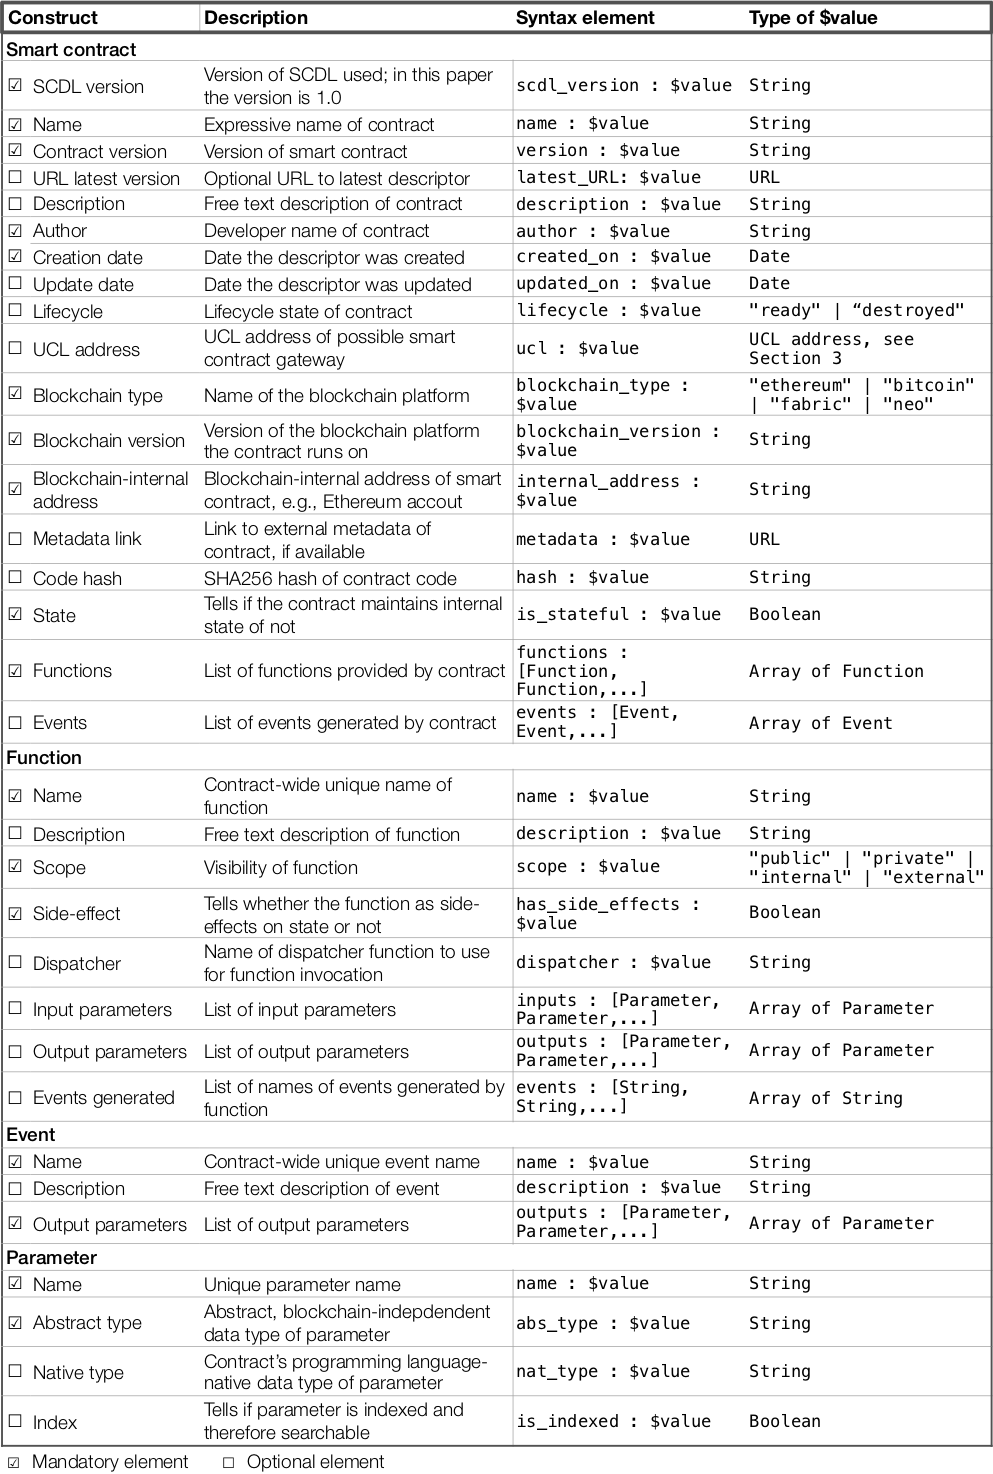 Construct Description Syntax element Type of $value
Smart contract
☑ SCDL version Version of SCDL used; in this paper the version is 1.0 scdl_version : $value String
☑ Name Expressive name of contract name : $value String
☑ Contract version Version of smart contract version : $value String
☐ URL latest version Optional URL to latest descriptor latest_URL: $value URL
☐ Description Free text description of contract description : $value String
☑ Author Developer name of contract author : $value String
☑ Creation date Date the descriptor was created created_on : $value Date
☐ Update date Date the descriptor was updated updated_on : $value Date
☐ Lifecycle Lifecycle state of contract lifecycle : $value "ready" | “destroyed"
☐ UCL address UCL address of possible smart contract gateway ucl : $value UCL address, see Section 3
☑ Blockchain type Name of the blockchain platform blockchain_type : $value "ethereum" | "bitcoin" | "fabric" | "neo"
☑ Blockchain version Version of the blockchain platform the contract runs on blockchain_version : $value String
☑ Blockchain-internal address Blockchain-internal address of smart contract, e.g., Ethereum accout internal_address : $value String
☐ Metadata link Link to external metadata of contract, if available metadata : $value URL
☐ Code hash SHA256 hash of contract code hash : $value String
☑ State Tells if the contract maintains internal state of not is_stateful : $value Boolean
☑ Functions List of functions provided by contract functions : [Function, Function,...] Array of Function
☐ Events List of events generated by contract events : [Event, Event,...] Array of Event
Function
☑ Name Contract-wide unique name of function name : $value String
☐ Description Free text description of function description : $value String
☑ Scope Visibility of function scope : $value "public" | "private" | "internal" | "external"
☑ Side-effect Tells whether the function as side-effects on state or not has_side_effects : $value Boolean
☐ Dispatcher Name of dispatcher function to use for function invocation dispatcher : $value String
☐ Input parameters List of input parameters inputs : [Parameter, Parameter,...] Array of Parameter
☐ Output parameters List of output parameters outputs : [Parameter, Parameter,...] Array of Parameter
☐ Events generated List of names of events generated by function events : [String, String,...] Array of String
Event
☑ Name Contract-wide unique event name name : $value String
☐ Description Free text description of event description : $value String
☑ Output parameters List of output parameters outputs : [Parameter, Parameter,...] Array of Parameter
Parameter
☑ Name Unique parameter name name : $value String
☑ Abstract type Abstract, blockchain-indepdendent data type of parameter abs_type : $value String
☐ Native type Contract’s programming language-native data type of parameter nat_type : $value String
☐ Index Tells if parameter is indexed and therefore searchable is_indexed : $value Boolean
☑ Mandatory element ☐ Optional element